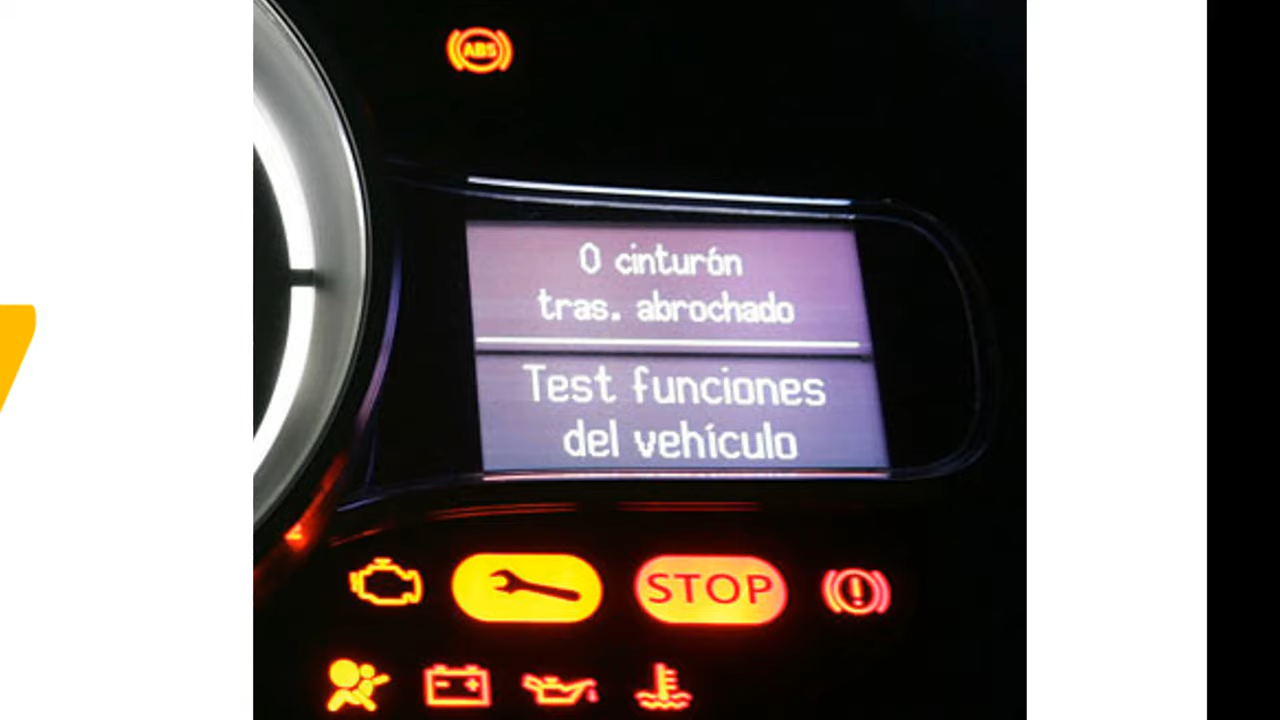 ABS
0 cinturón
tras. abrochado
Test funciones
del vehículo
STOP